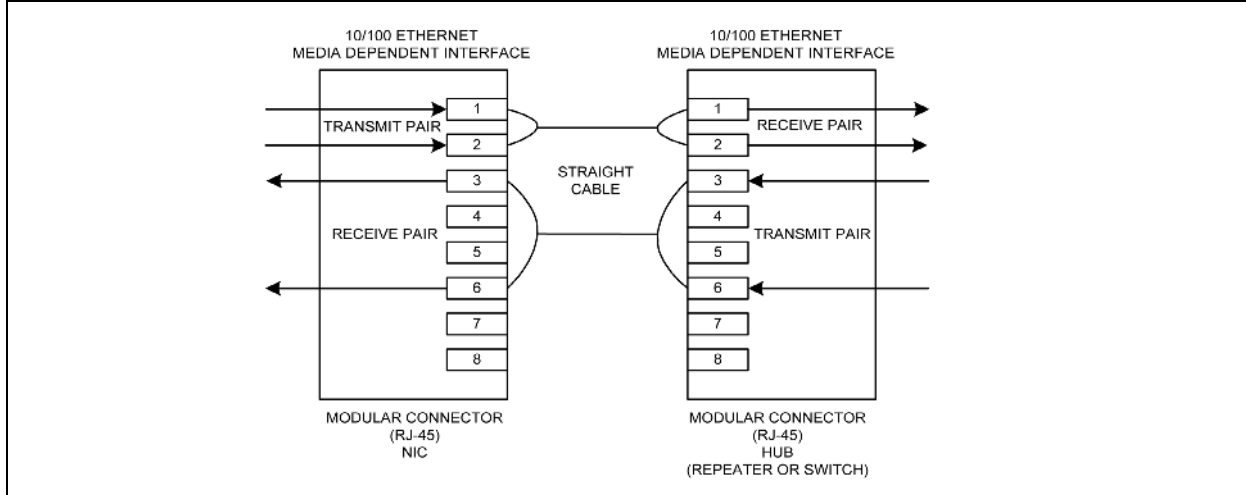 10/100 ETHERNET
MEDIA DEPENDENT INTERFACE
10/100 ETHERNET
MEDIA DEPENDENT INTERFACE
1
TRANSMIT PAIR
2
3
4
RECEIVE PAIR
5
6
7
8
STRAIGHT
CABLE
1
RECEIVE PAIR
2
3
4
TRANSMIT PAIR
5
6
7
8
MODULAR CONNECTOR
(RJ-45)
NIC
MODULAR CONNECTOR
(RJ-45)
HUB
(REPEATER OR SWITCH)